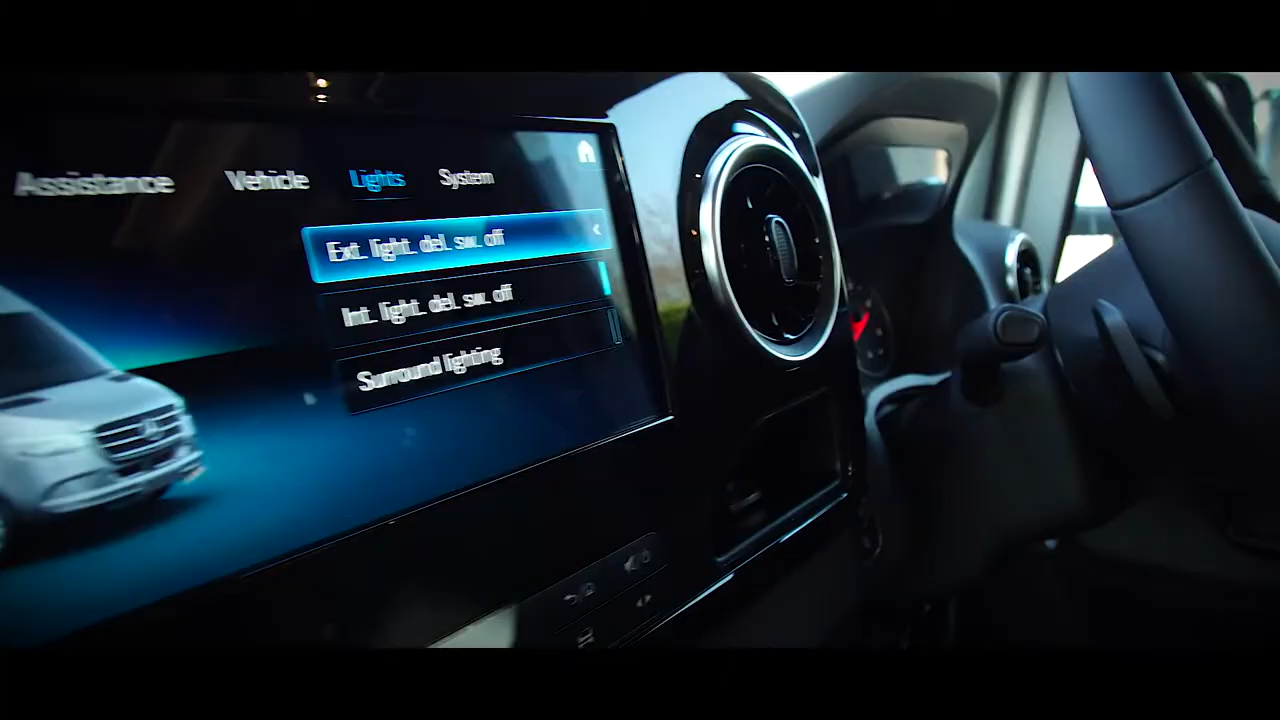 Assistance Vehicle Lights System
Ext. light. del. sw. off
Int. light. del. sw. off
Surround lighting